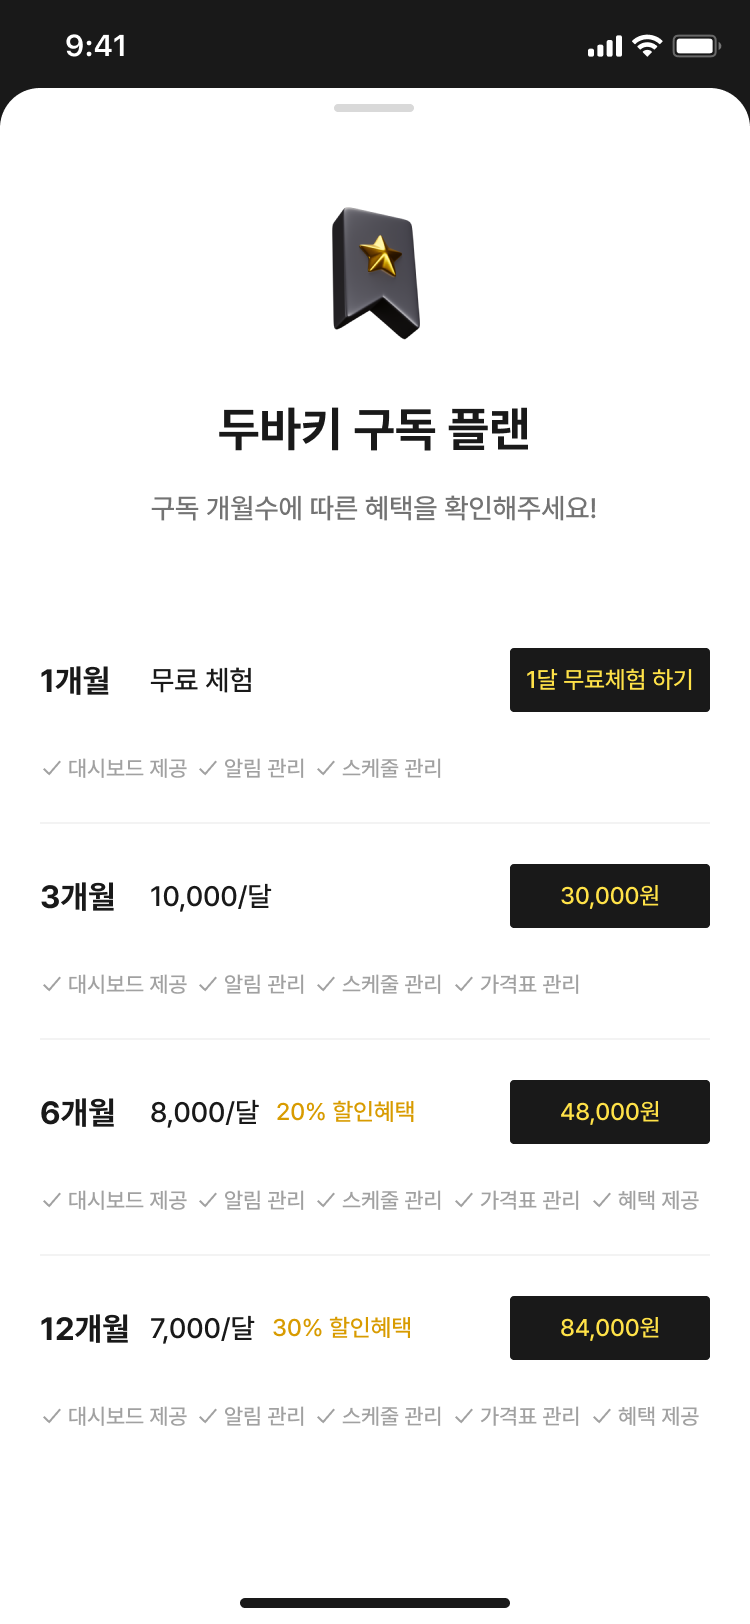 9:41
두바키 구독 플랜
구독 개월수에 따른 혜택을 확인해주세요!
1개월 무료 체험 1달 무료체험 하기
대시보드 제공 알림 관리 스케줄 관리
3개월 10,000/달 30,000원
대시보드 제공 알림 관리 스케줄 관리 가격표 관리
6개월 8,000/달 20% 할인혜택 48,000원
대시보드 제공 알림 관리 스케줄 관리 가격표 관리 혜택 제공
12개월 7,000/달 30% 할인혜택 84,000원
대시보드 제공 알림 관리 스케줄 관리 가격표 관리 혜택 제공